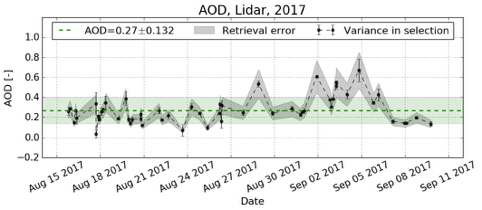 AOD, Lidar, 2017
AOD=0.27±0.132
Retrieval error
Variance in selection
AOD [-]
1.0
0.8
0.6
0.4
0.2
0.0
−0.2
Aug 15 2017
Aug 18 2017
Aug 21 2017
Aug 24 2017
Aug 27 2017
Aug 30 2017
Sep 02 2017
Sep 05 2017
Sep 08 2017
Sep 11 2017
Date